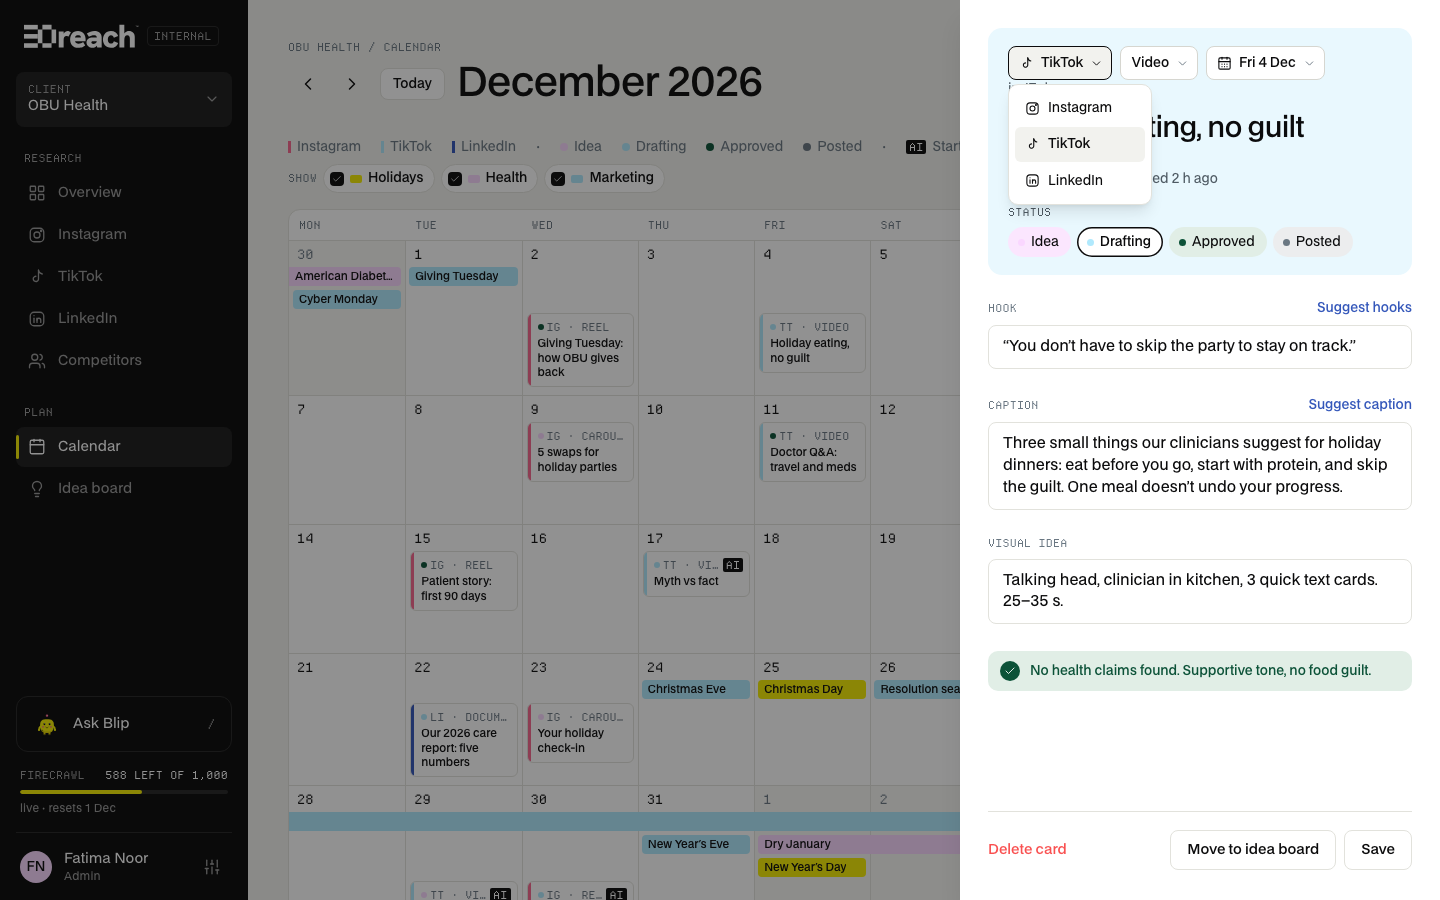 reach
INTERNAL
CLIENT
OBU Health
RESEARCH
Overview
Instagram
TikTok
LinkedIn
Competitors
PLAN
Calendar
Idea board
Ask Blip
/
FIRECRAWL 588 LEFT OF 1,000
live · resets 1 Dec
FN
Fatima Noor
Admin
OBU HEALTH / CALENDAR
Today
December 2026
Instagram TikTok LinkedIn · Idea Drafting Approved Posted · AI Start
SHOW Holidays Health Marketing
MON TUE WED THU FRI SAT
30 1 2 3 4 5
American Diabet…
Cyber Monday
Giving Tuesday
IG · REEL
Giving Tuesday:
how OBU gives
back
TT · VIDEO
Holiday eating,
no guilt
7 8 9 10 11 12
IG · CAROU…
5 swaps for
holiday parties
TT · VIDEO
Doctor Q&A:
travel and meds
14 15 16 17 18 19
IG · REEL
Patient story:
first 90 days
TT · VI… AI
Myth vs fact
21 22 23 24 25 26
Christmas Eve
Christmas Day
Resolution sea
LI · DOCUM…
Our 2026 care
report: five
numbers
IG · CAROU…
Your holiday
check-in
28 29 30 31 1 2
New Year's Eve
Dry January
New Year's Day
TT · VI… AI
IG · RE… AI
TikTok
Video
Fri 4 Dec
Instagram
TikTok
LinkedIn
ting, no guilt
ed 2 h ago
STATUS
Idea
Drafting
Approved
Posted
HOOK
Suggest hooks
“You don’t have to skip the party to stay on track.”
CAPTION
Suggest caption
Three small things our clinicians suggest for holiday
dinners: eat before you go, start with protein, and skip
the guilt. One meal doesn’t undo your progress.
VISUAL IDEA
Talking head, clinician in kitchen, 3 quick text cards.
25–35 s.
No health claims found. Supportive tone, no food guilt.
Delete card
Move to idea board
Save